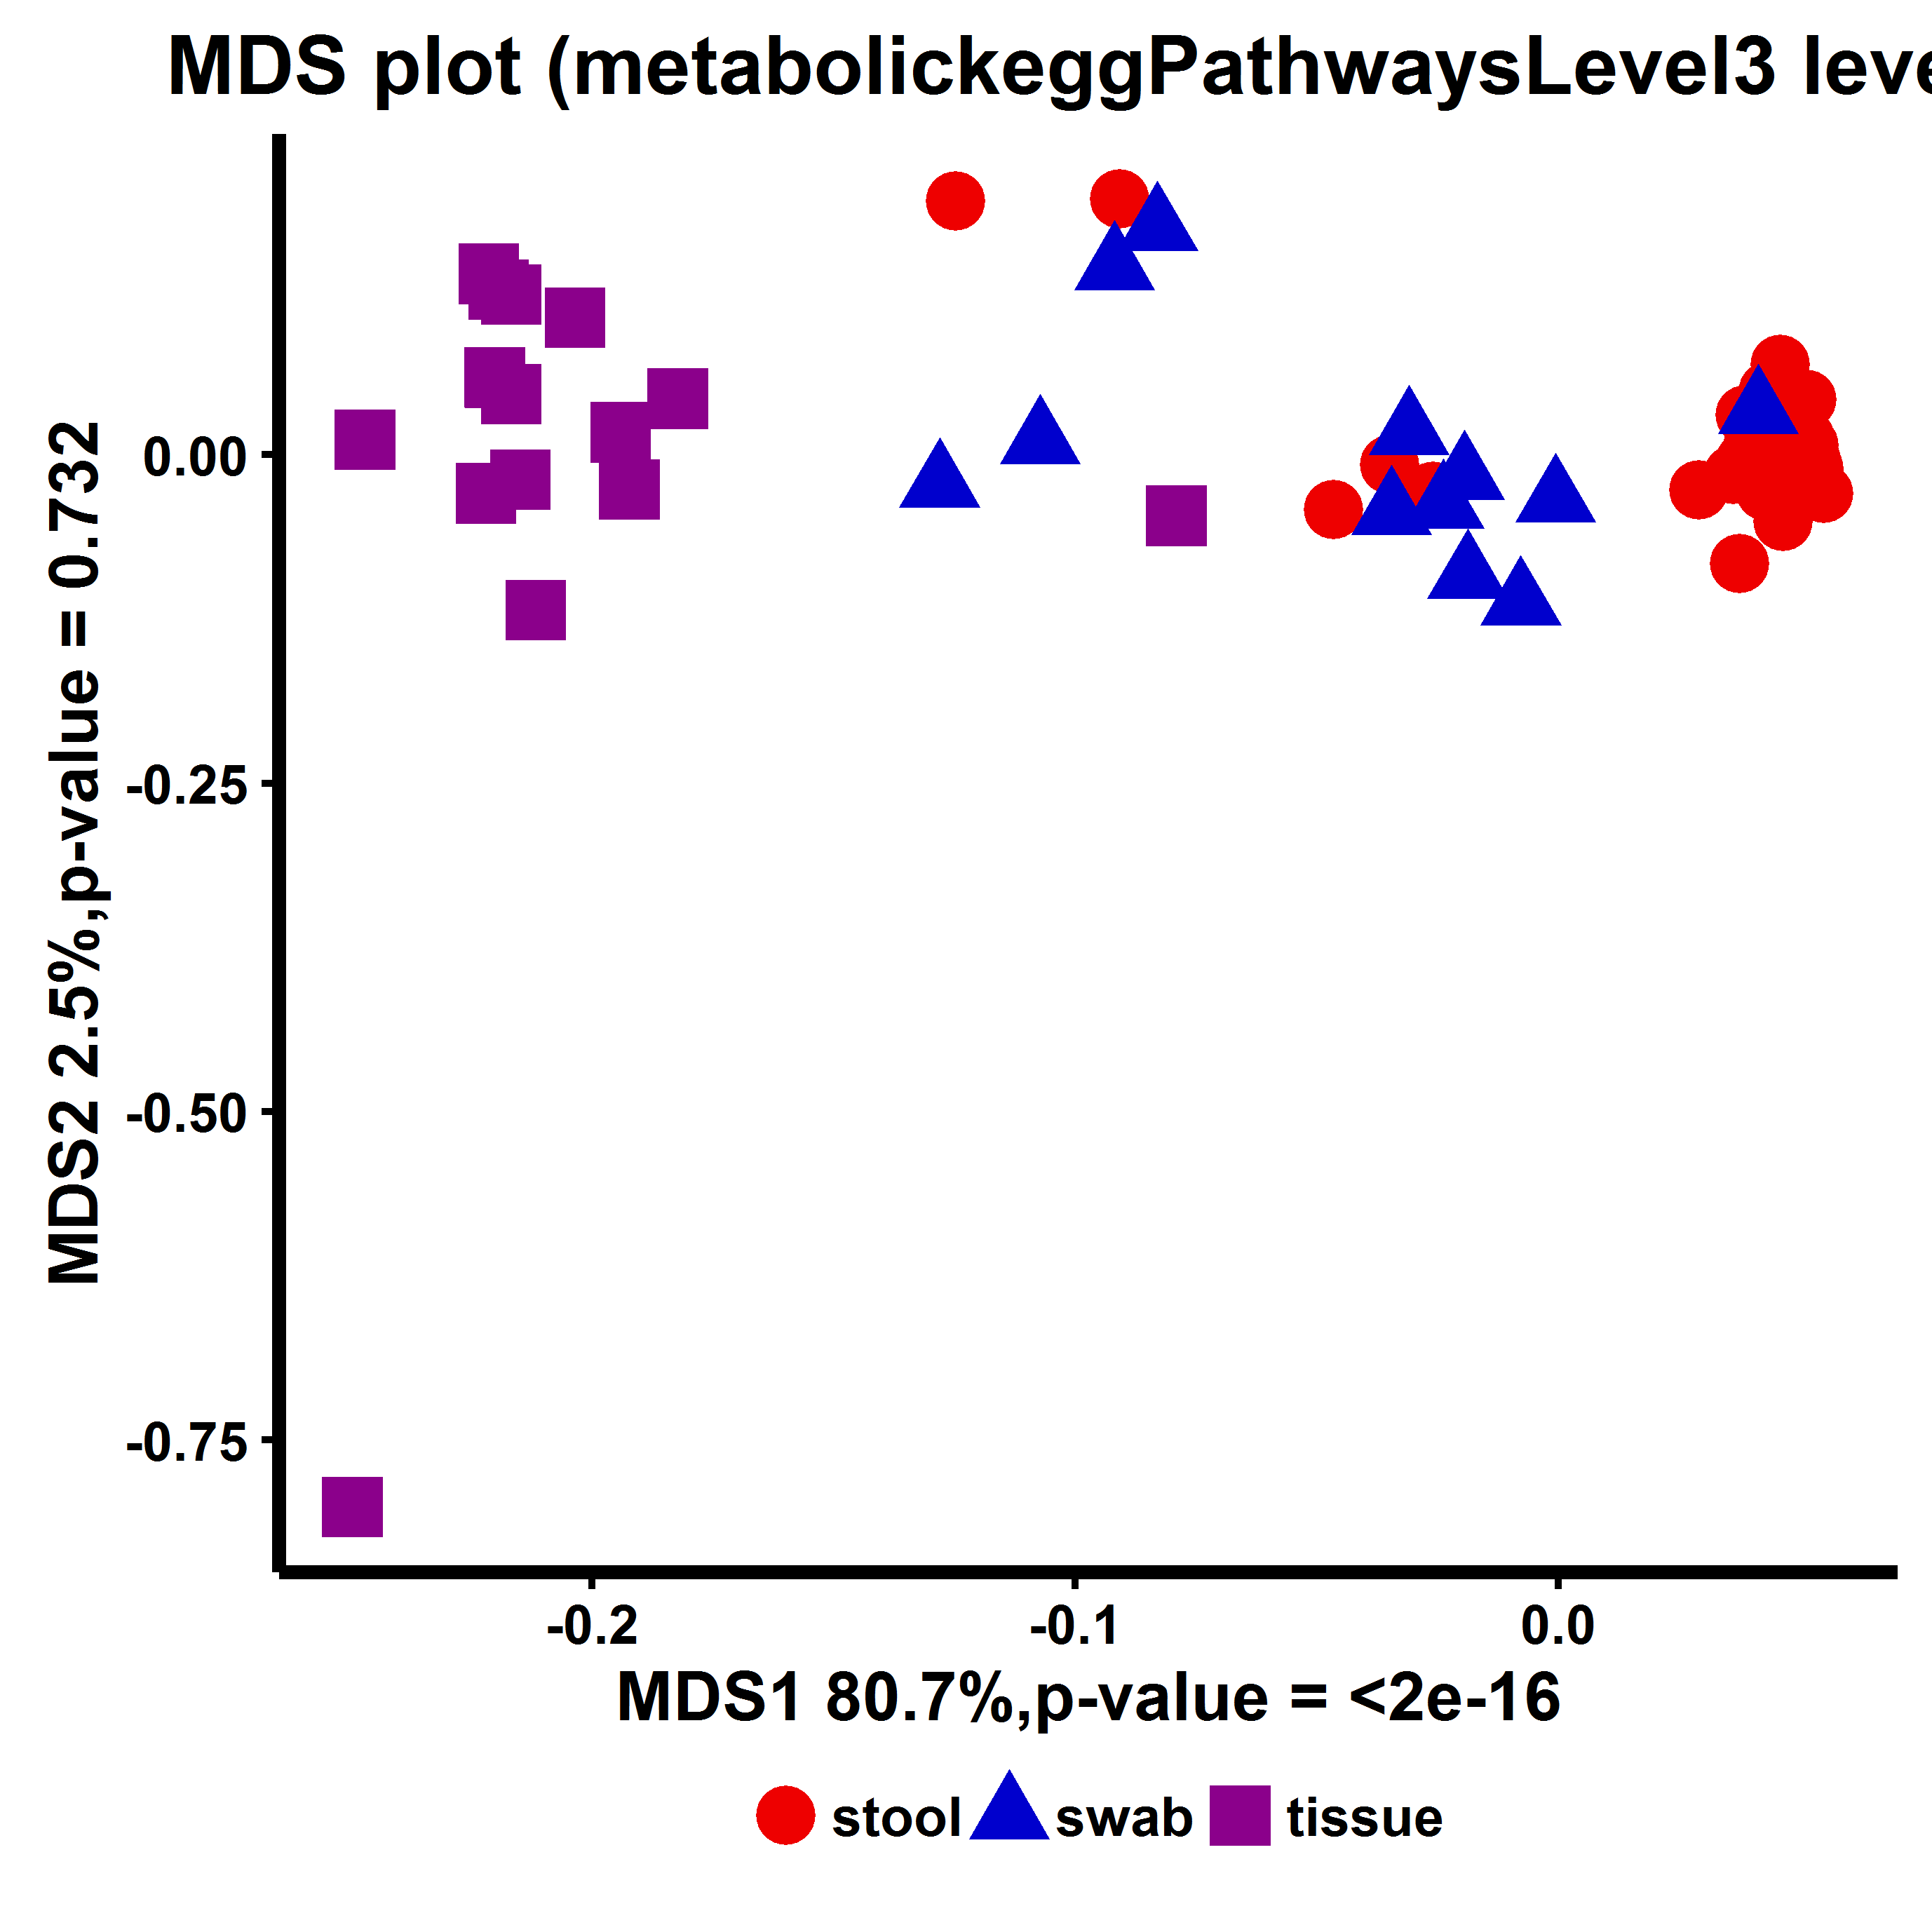 MDS plot (metabolickeggPathwaysLevel3 leve
MDS2 2.5%,p-value = 0.732
0.00
-0.25
-0.50
-0.75
-0.2 -0.1 0.0
MDS1 80.7%,p-value = <2e-16
stool swab tissue